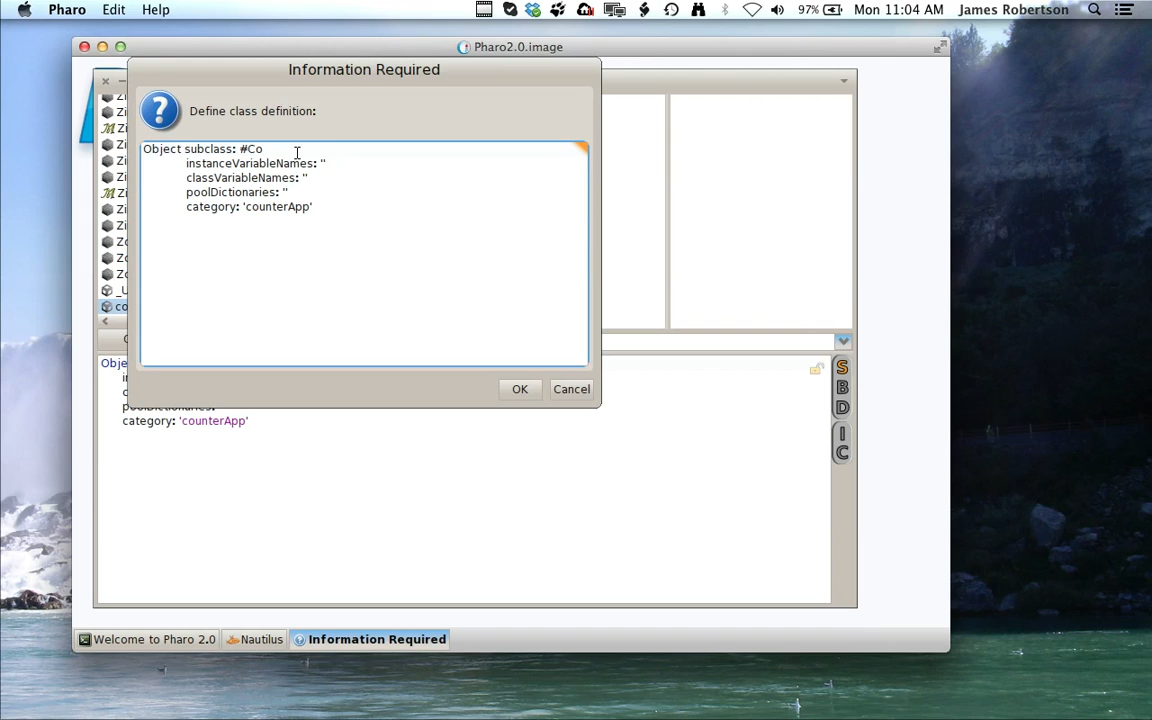 Pharo Edit Help 97% Mon 11:04 AM James Robertson
Pharo2.0.image
Information Required
Define class definition:
Object subclass: #Co
instanceVariableNames: ''
classVariableNames: ''
poolDictionaries: ''
category: 'counterApp'
OK Cancel
category: 'counterApp'
S
B
D
I
C
Welcome to Pharo 2.0 Nautilus Information Required